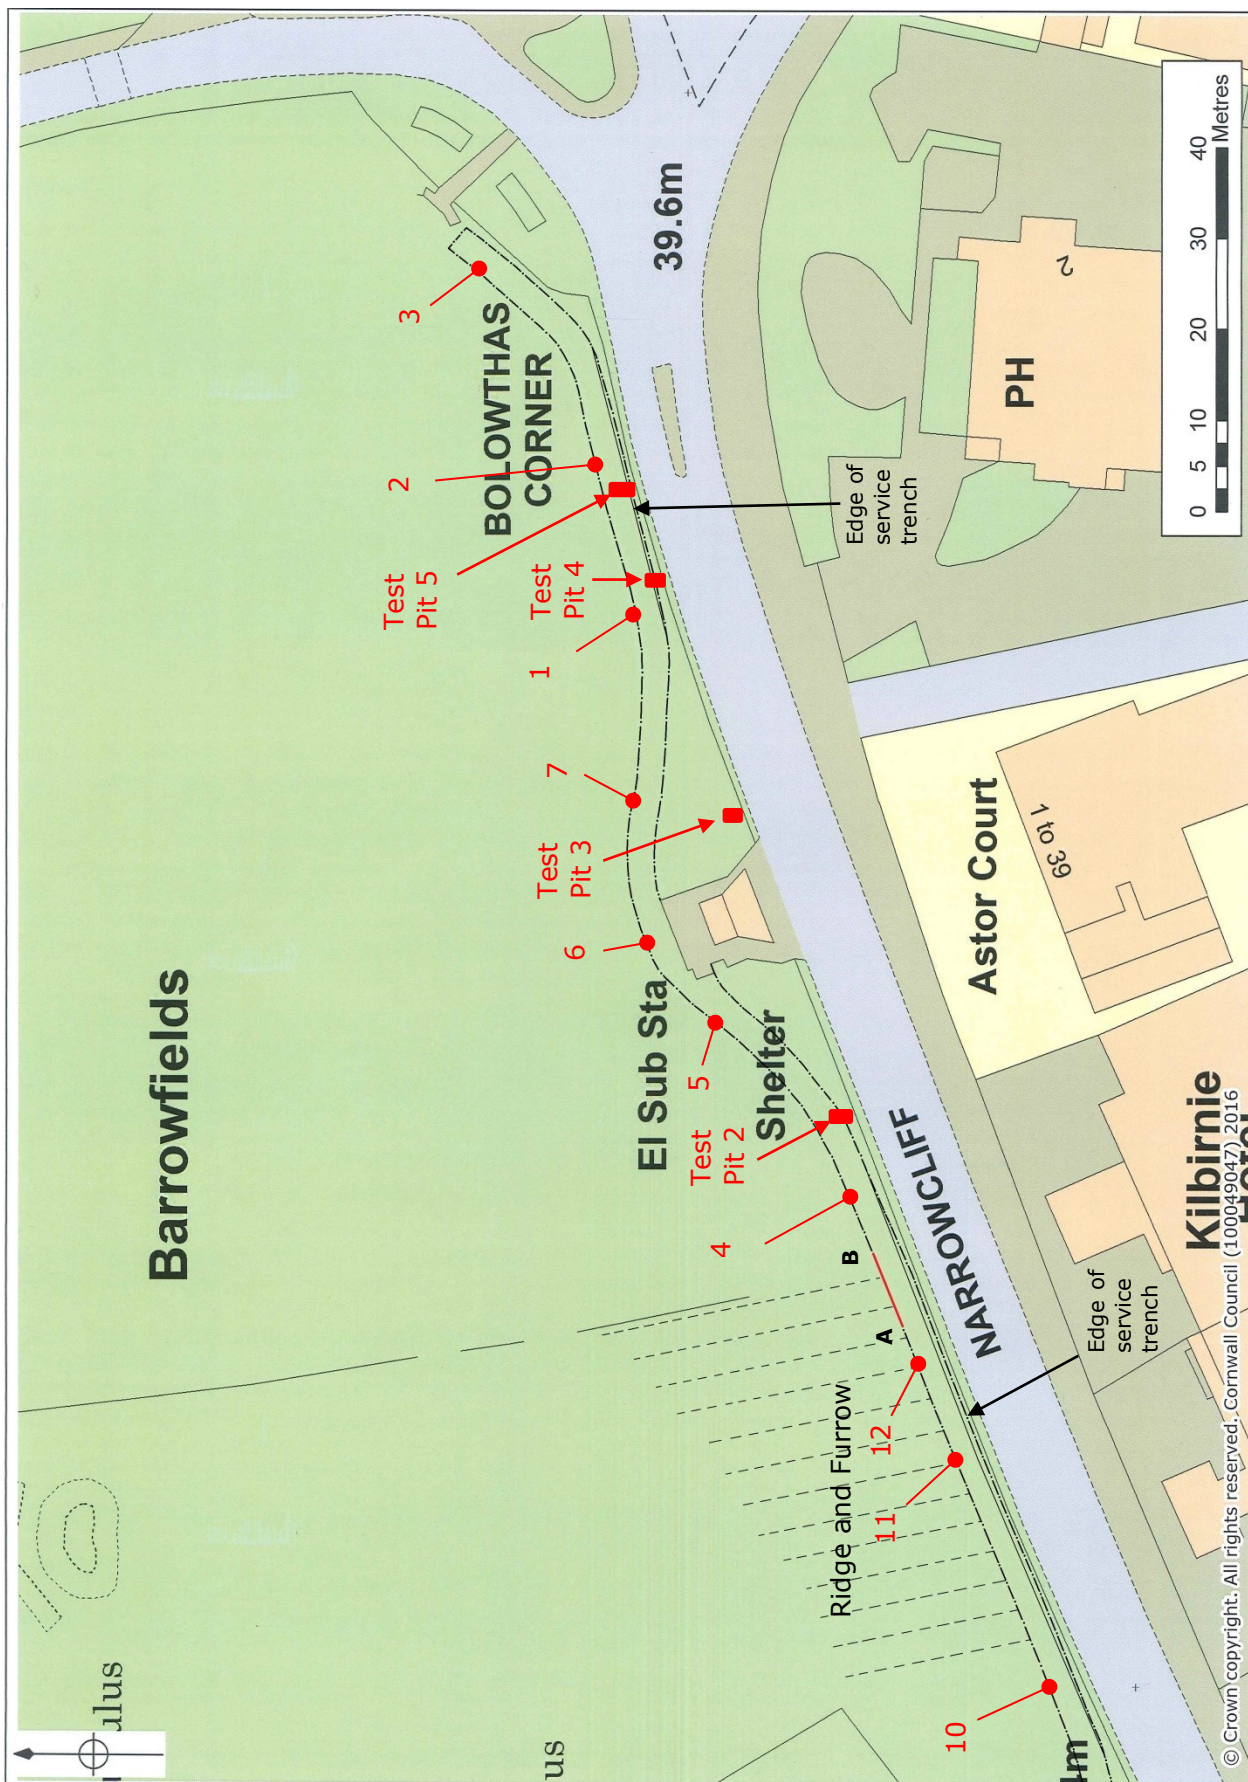 Barrowfields
BOLOWTHAS
CORNER
39.6m
PH
2
0
5
10
20
30
40
Metres
3
2
Test
Pit 5
Test
Pit 4
1
7
Test
Pit 3
6
5
El Sub Sta
Shelter
Test
Pit 2
4
B
A
12
11
10
Ridge and Furrow
Edge of
service
trench
Edge of
service
trench
NARROWCLIFF
Astor Court
39 to 1
Kilbirnie
Hotel
ulus
us
© Crown copyright. All rights reserved. Cornwall Council (100049047) 2016